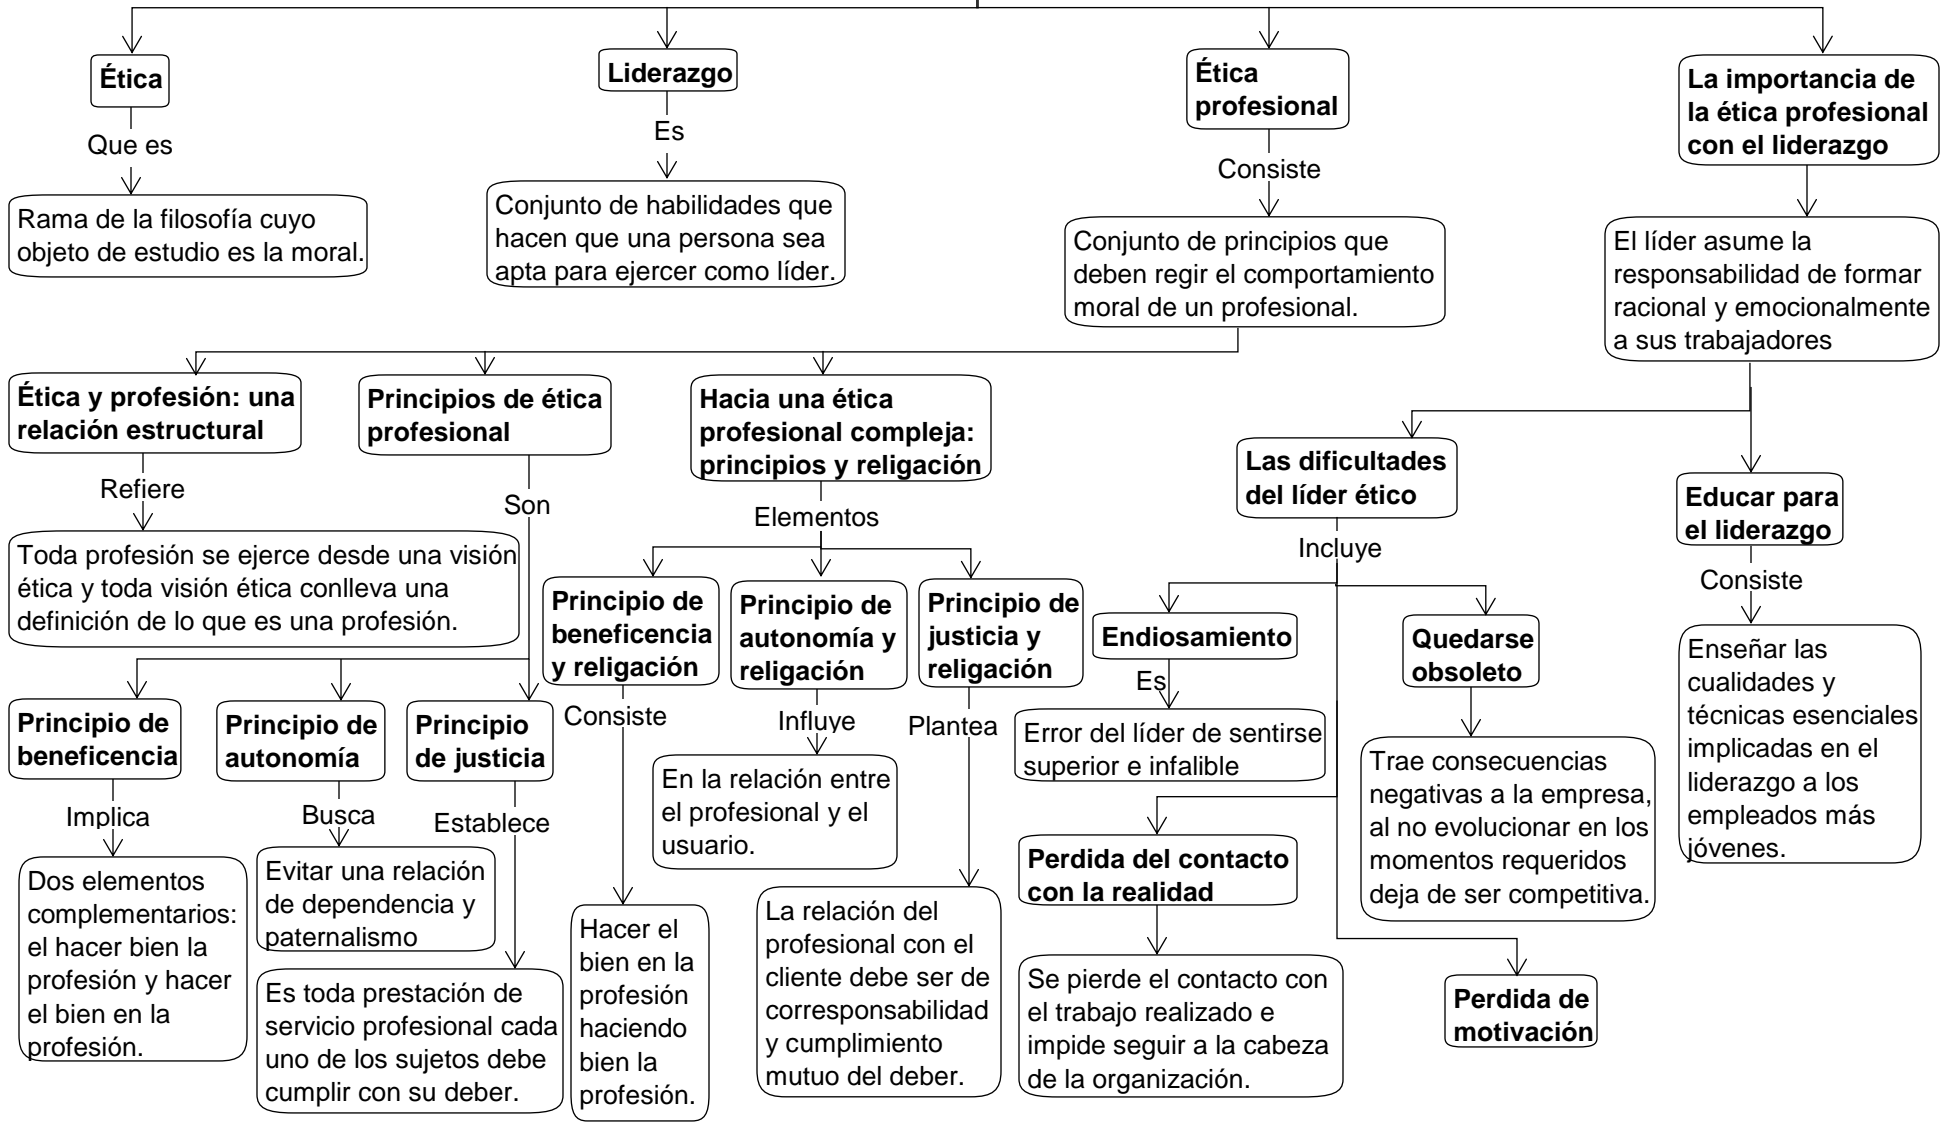 Ética
Que es
Rama de la filosofía cuyo
objeto de estudio es la moral.
Liderazgo
Es
Conjunto de habilidades que
hacen que una persona sea
apta para ejercer como líder.
Ética
profesional
Consiste
Conjunto de principios que
deben regir el comportamiento
moral de un profesional.
La importancia de
la ética profesional
con el liderazgo
El líder asume la
responsabilidad de formar
racional y emocionalmente
a sus trabajadores
Ética y profesión: una
relación estructural
Refiere
Toda profesión se ejerce desde una visión
ética y toda visión ética conlleva una
definición de lo que es una profesión.
Principios de ética
profesional
Son
Principio de
beneficencia
Implica
Dos elementos
complementarios:
el hacer bien la
profesión y hacer
el bien en la
profesión.
Principio de
autonomía
Busca
Evitar una relación
de dependencia y
paternalismo
Principio
de justicia
Establece
Es toda prestación de
servicio profesional cada
uno de los sujetos debe
cumplir con su deber.
Hacia una ética
profesional compleja:
principios y religación
Elementos
Principio de
beneficencia
y religación
Consiste
Hacer el
bien en la
profesión
haciendo
bien la
profesión.
Principio de
autonomía y
religación
Influye
En la relación entre
el profesional y el
usuario.
Principio de
justicia y
religación
Plantea
La relación del
profesional con el
cliente debe ser de
corresponsabilidad
y cumplimiento
mutuo del deber.
Las dificultades
del líder ético
Incluye
Endiosamiento
Es
Error del líder de sentirse
superior e infalible
Perdida del contacto
con la realidad
Se pierde el contacto con
el trabajo realizado e
impide seguir a la cabeza
de la organización.
Quedarse
obsoleto
Trae consecuencias
negativas a la empresa,
al no evolucionar en los
momentos requeridos
deja de ser competitiva.
Perdida de
motivación
Educar para
el liderazgo
Consiste
Enseñar las
cualidades y
técnicas esenciales
implicadas en el
liderazgo a los
empleados más
jóvenes.